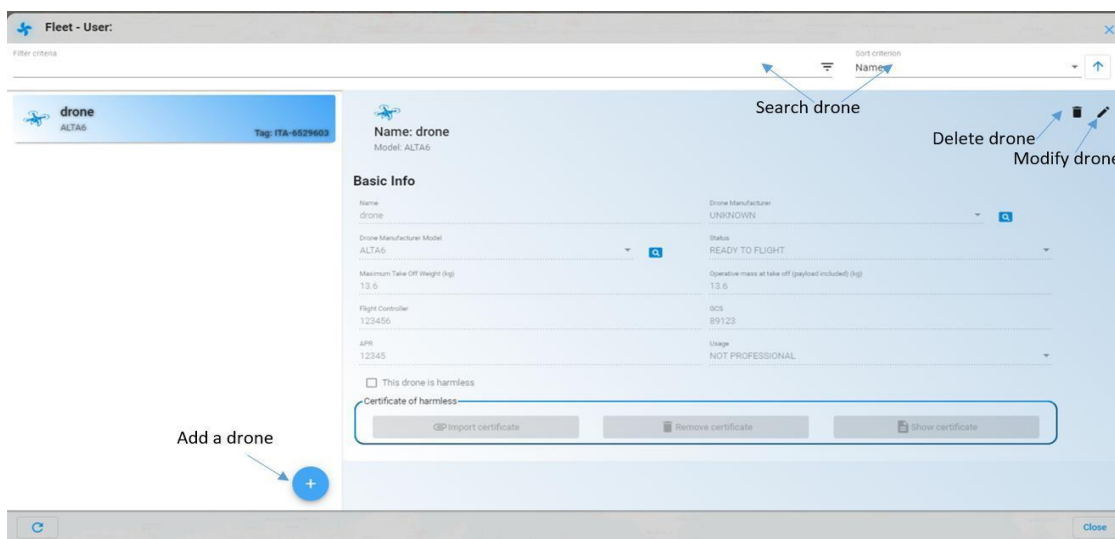 Fleet - User:
Filter criteria
Sort criterion
Name
Search drone
drone
ALTA6
Tag: ITA-6529603
Name: drone
Model: ALTA6
Delete drone
Modify drone
Basic Info
Name
drone
Drone Manufacturer
UNKNOWN
Drone Manufacturer Model
ALTA6
Status
READY TO FLIGHT
Maximum Take Off Weight (kg)
13.6
Operative mass at take off (payload included) (kg)
13.6
Flight Controller
123456
GCS
89123
APR
12345
Usage
NOT PROFESSIONAL
This drone is harmless
Certificate of harmless
Import certificate
Remove certificate
Show certificate
Add a drone
+
Close